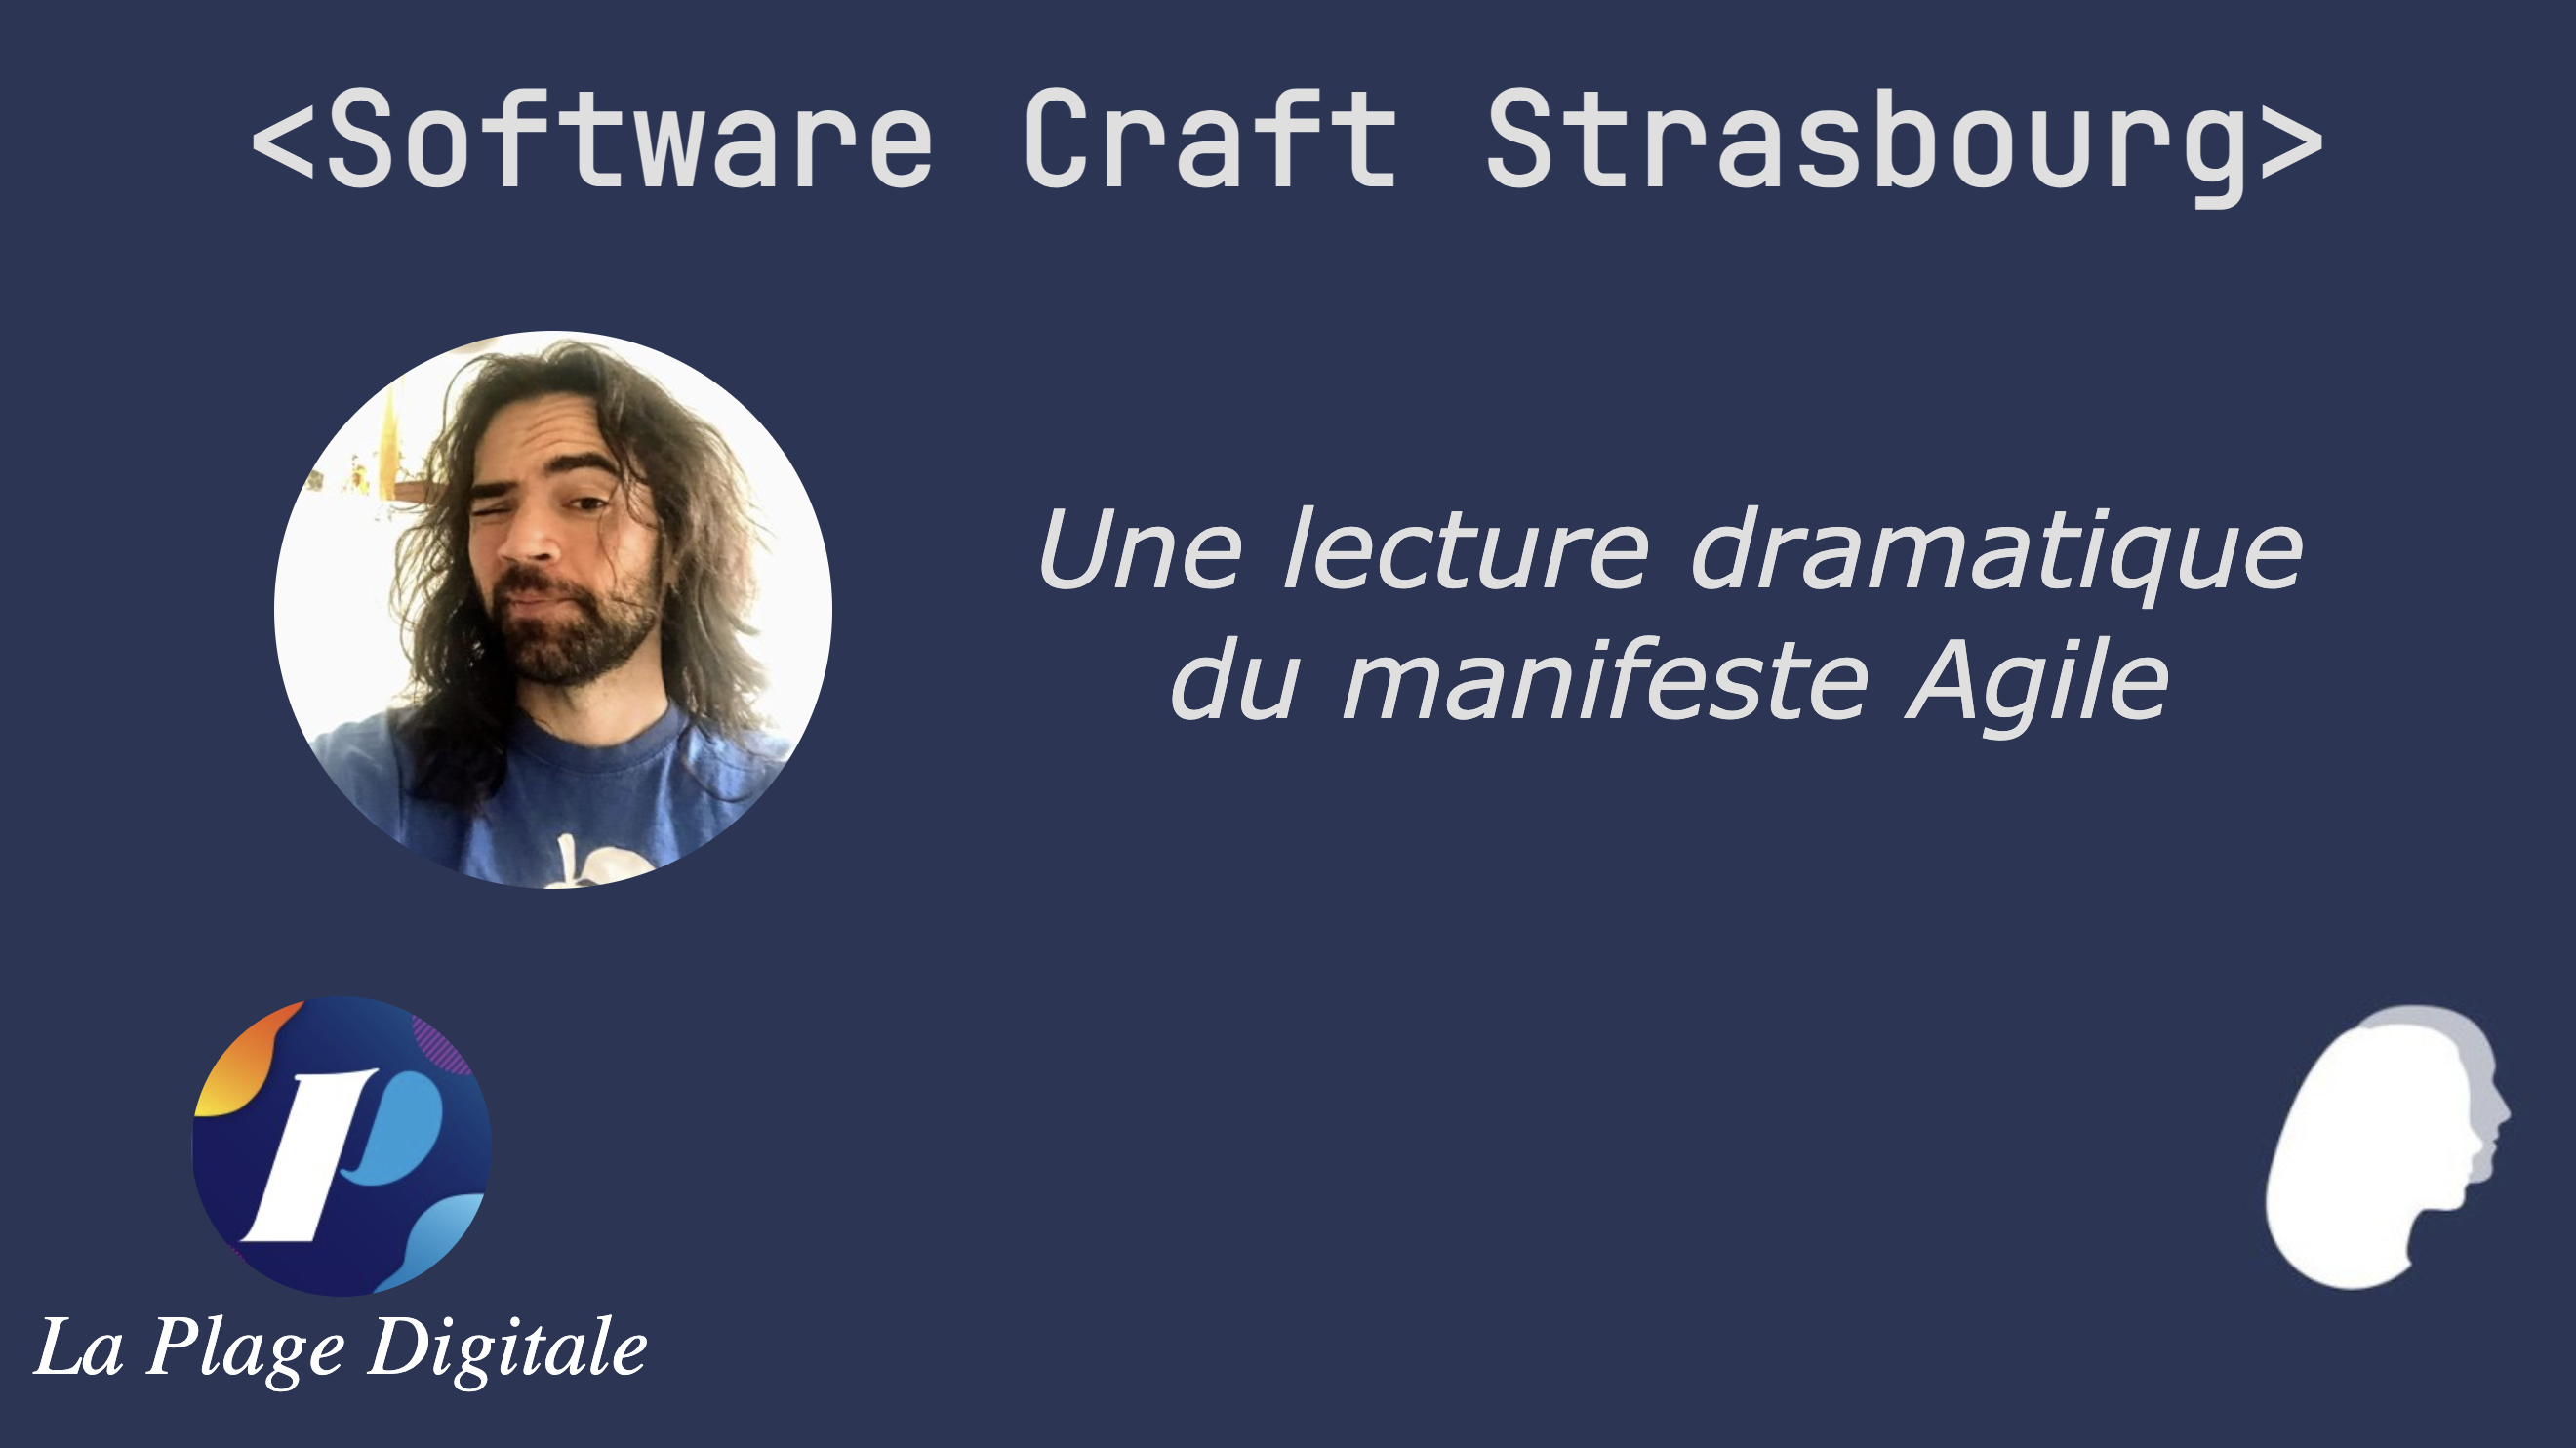 <Software Craft Strasbourg>
Une lecture dramatique
du manifeste Agile
P
La Plage Digitale